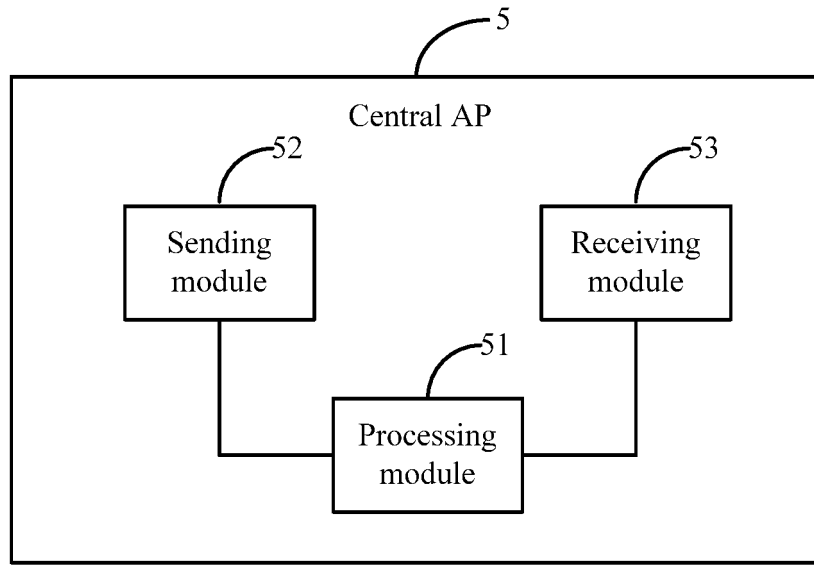 5
Central AP
52
53
Sending
module
Receiving
module
51
Processing
module